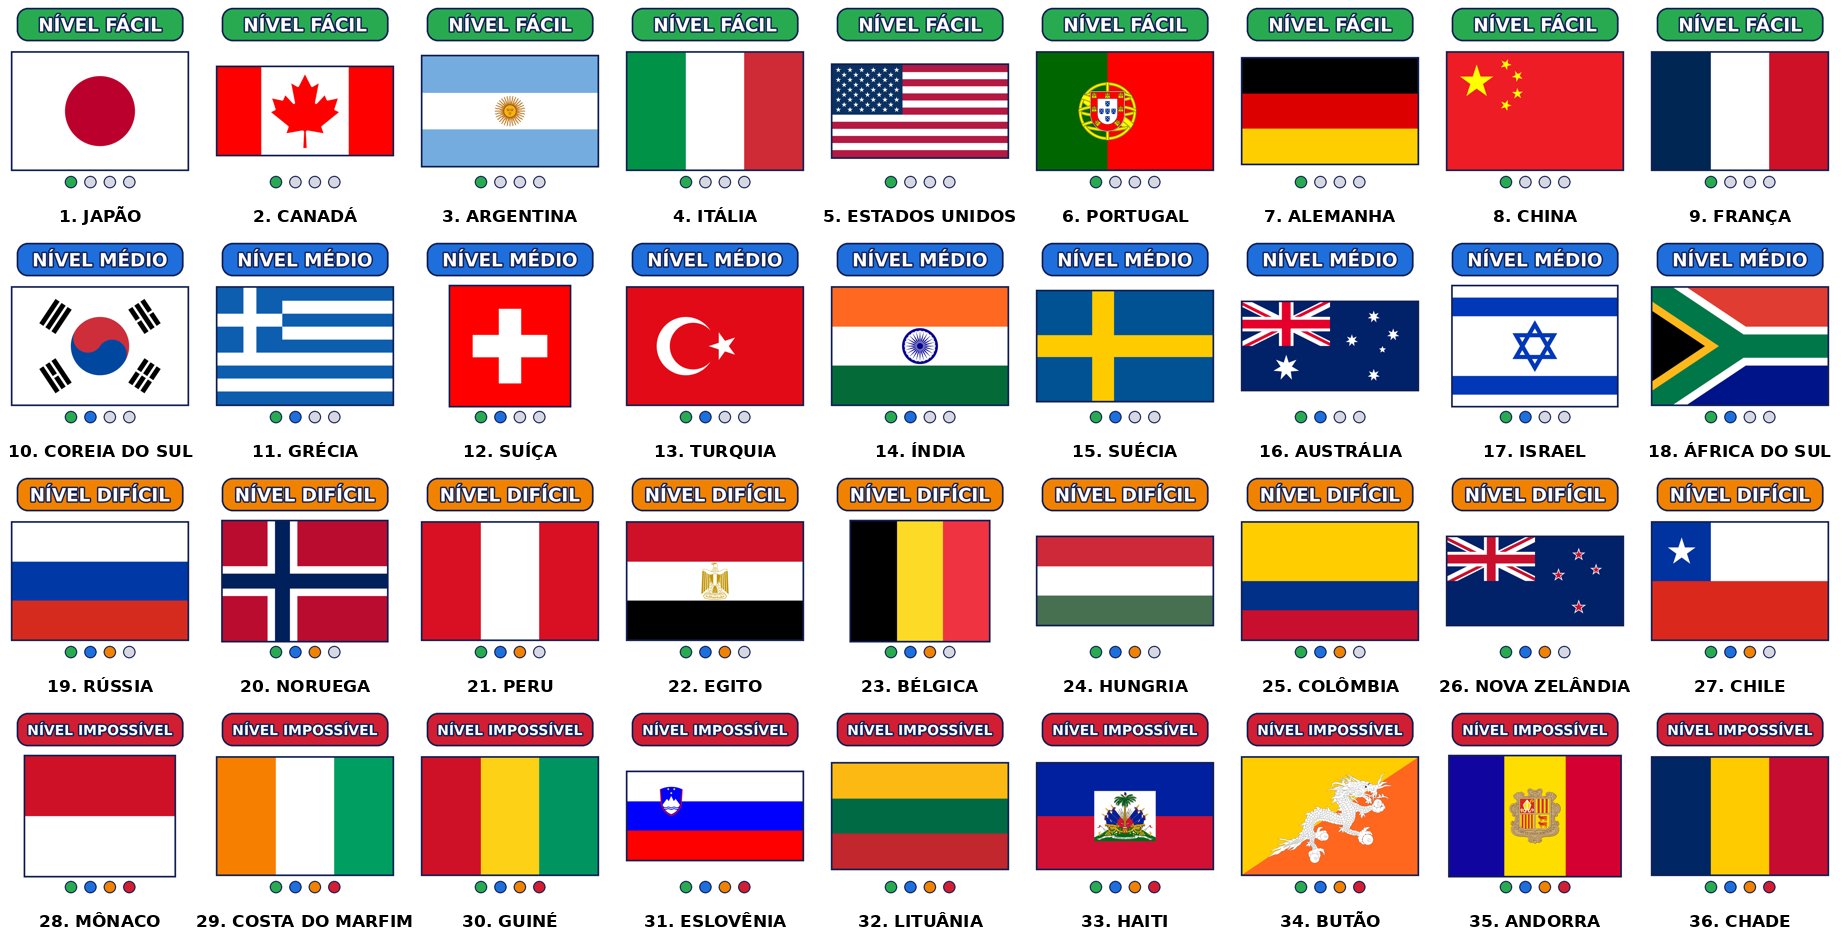 NÍVEL FÁCIL NÍVEL FÁCIL NÍVEL FÁCIL NÍVEL FÁCIL NÍVEL FÁCIL NÍVEL FÁCIL NÍVEL FÁCIL NÍVEL FÁCIL NÍVEL FÁCIL
1. JAPÃO 2. CANADÁ 3. ARGENTINA 4. ITÁLIA 5. ESTADOS UNIDOS 6. PORTUGAL 7. ALEMANHA 8. CHINA 9. FRANÇA
NÍVEL MÉDIO NÍVEL MÉDIO NÍVEL MÉDIO NÍVEL MÉDIO NÍVEL MÉDIO NÍVEL MÉDIO NÍVEL MÉDIO NÍVEL MÉDIO NÍVEL MÉDIO
10. COREIA DO SUL 11. GRÉCIA 12. SUÍÇA 13. TURQUIA 14. ÍNDIA 15. SUÉCIA 16. AUSTRÁLIA 17. ISRAEL 18. ÁFRICA DO SUL
NÍVEL DIFÍCIL NÍVEL DIFÍCIL NÍVEL DIFÍCIL NÍVEL DIFÍCIL NÍVEL DIFÍCIL NÍVEL DIFÍCIL NÍVEL DIFÍCIL NÍVEL DIFÍCIL NÍVEL DIFÍCIL
19. RÚSSIA 20. NORUEGA 21. PERU 22. EGITO 23. BÉLGICA 24. HUNGRIA 25. COLÔMBIA 26. NOVA ZELÂNDIA 27. CHILE
NÍVEL IMPOSSÍVEL NÍVEL IMPOSSÍVEL NÍVEL IMPOSSÍVEL NÍVEL IMPOSSÍVEL NÍVEL IMPOSSÍVEL NÍVEL IMPOSSÍVEL NÍVEL IMPOSSÍVEL NÍVEL IMPOSSÍVEL NÍVEL IMPOSSÍVEL
28. MÔNACO 29. COSTA DO MARFIM 30. GUINÉ 31. ESLOVÊNIA 32. LITUÂNIA 33. HAITI 34. BUTÃO 35. ANDORRA 36. CHADE